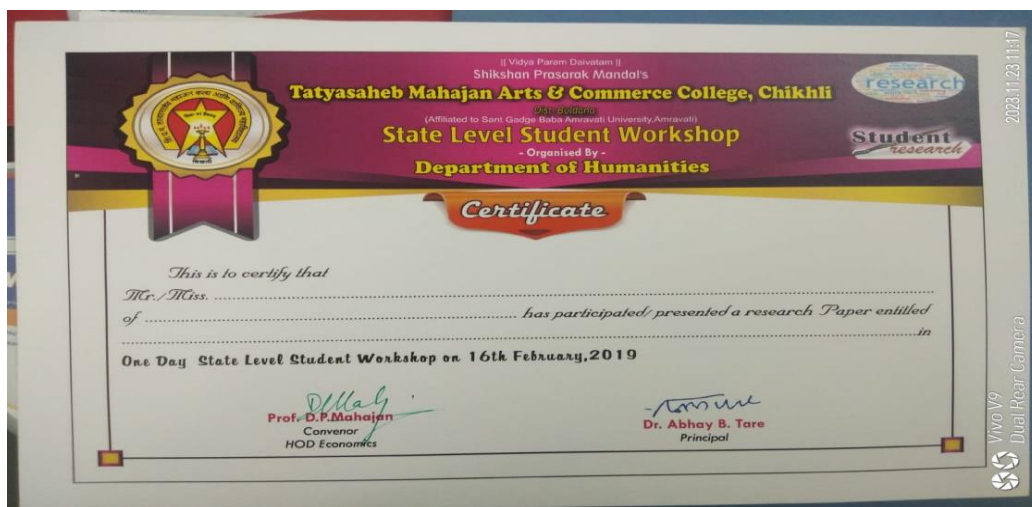 || Vidya Param Daivatam ||
Shikshan Prasarak Mandal's
Tatyasaheb Mahajan Arts & Commerce College, Chikhli
Dist. Buldana
(Affiliated to Sant Gadge Baba Amravati University,Amravati)
State Level Student Workshop
- Organised By -
Department of Humanities
research
Student
research
चिखली
Certificate
This is to certify that
Mr./Miss. ....................
of .................... has participated/ presented a research Paper entitled
.................... in
One Day State Level Student Workshop on 16th February,2019
Prof. D.P.Mahajan
Convenor
HOD Economics
Dr. Abhay B. Tare
Principal
2023.11.23 11:17
Vivo V9
Dual Rear Camera